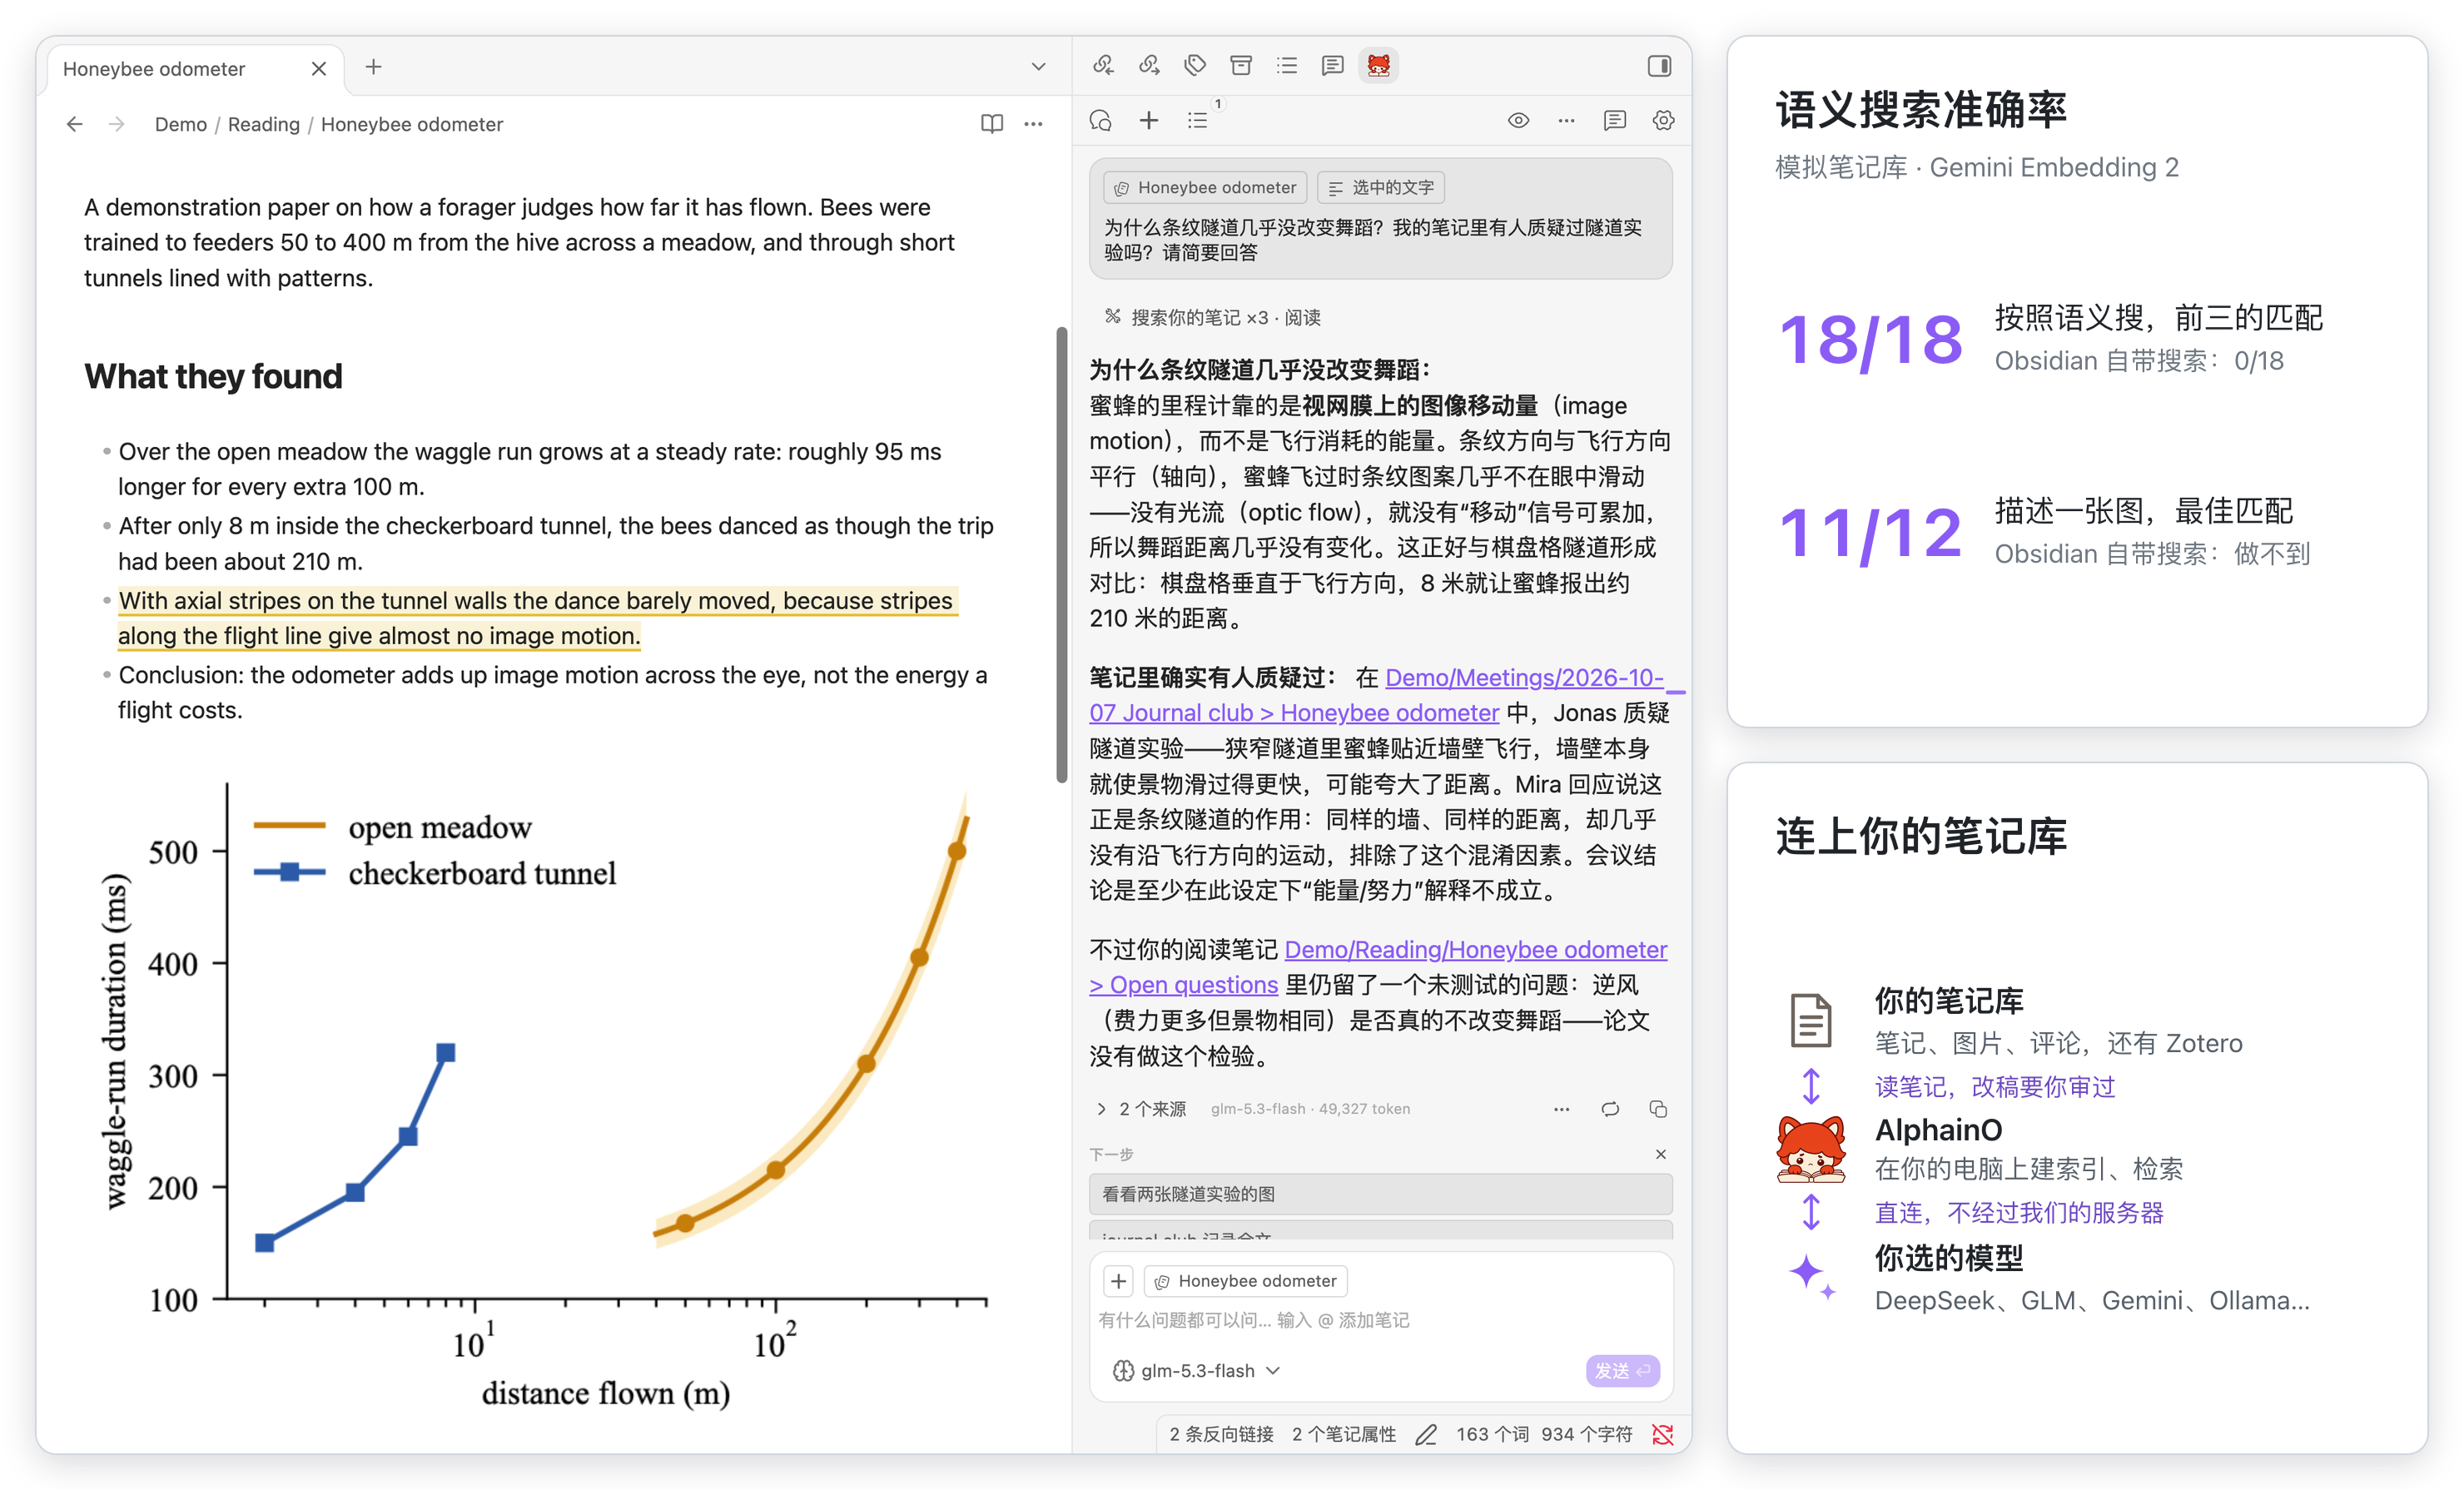 Honeybee odometer
Demo / Reading / Honeybee odometer
A demonstration paper on how a forager judges how far it has flown. Bees were
trained to feeders 50 to 400 m from the hive across a meadow, and through short
tunnels lined with patterns.
What they found
Over the open meadow the waggle run grows at a steady rate: roughly 95 ms
longer for every extra 100 m.
After only 8 m inside the checkerboard tunnel, the bees danced as though the trip
had been about 210 m.
With axial stripes on the tunnel walls the dance barely moved, because stripes
along the flight line give almost no image motion.
Conclusion: the odometer adds up image motion across the eye, not the energy a
flight costs.
open meadow
checkerboard tunnel
waggle-run duration (ms)
500
400
300
200
100
10¹
10²
distance flown (m)
1
Honeybee odometer
选中的文字
为什么条纹隧道几乎没改变舞蹈？我的笔记里有人质疑过隧道实
验吗？请简要回答
搜索你的笔记 ×3 · 阅读
为什么条纹隧道几乎没改变舞蹈：
蜜蜂的里程计靠的是视网膜上的图像移动量（image
motion），而不是飞行消耗的能量。条纹方向与飞行方向
平行（轴向），蜜蜂飞过时条纹图案几乎不在眼中滑动
——没有光流（optic flow），就没有“移动”信号可累加，
所以舞蹈距离几乎没有变化。这正好与棋盘格隧道形成
对比：棋盘格垂直于飞行方向，8 米就让蜜蜂报出约
210 米的距离。
笔记里确实有人质疑过： 在 Demo/Meetings/2026-10-
07 Journal club > Honeybee odometer 中，Jonas 质疑
隧道实验——狭窄隧道里蜜蜂贴近墙壁飞行，墙壁本身
就使景物滑过得更快，可能夸大了距离。Mira 回应说这
正是条纹隧道的作用：同样的墙、同样的距离，却几乎
没有沿飞行方向的运动，排除了这个混淆因素。会议结
论是至少在此设定下“能量/努力”解释不成立。
不过你的阅读笔记 Demo/Reading/Honeybee odometer
> Open questions 里仍留了一个未测试的问题：逆风
（费力更多但景物相同）是否真的不改变舞蹈——论文
没有做这个检验。
2 个来源
glm-5.3-flash · 49,327 token
下一步
看看两张隧道实验的图
journal club 记录全文
Honeybee odometer
有什么问题都可以问... 输入 @ 添加笔记
glm-5.3-flash
发送
2 条反向链接 2 个笔记属性 163 个词 934 个字符
语义搜索准确率
模拟笔记库 · Gemini Embedding 2
18/18
按照语义搜，前三的匹配
Obsidian 自带搜索：0/18
11/12
描述一张图，最佳匹配
Obsidian 自带搜索：做不到
连上你的笔记库
你的笔记库
笔记、图片、评论，还有 Zotero
读笔记，改稿要你审过
AlphainO
在你的电脑上建索引、检索
直连，不经过我们的服务器
你选的模型
DeepSeek、GLM、Gemini、Ollama...